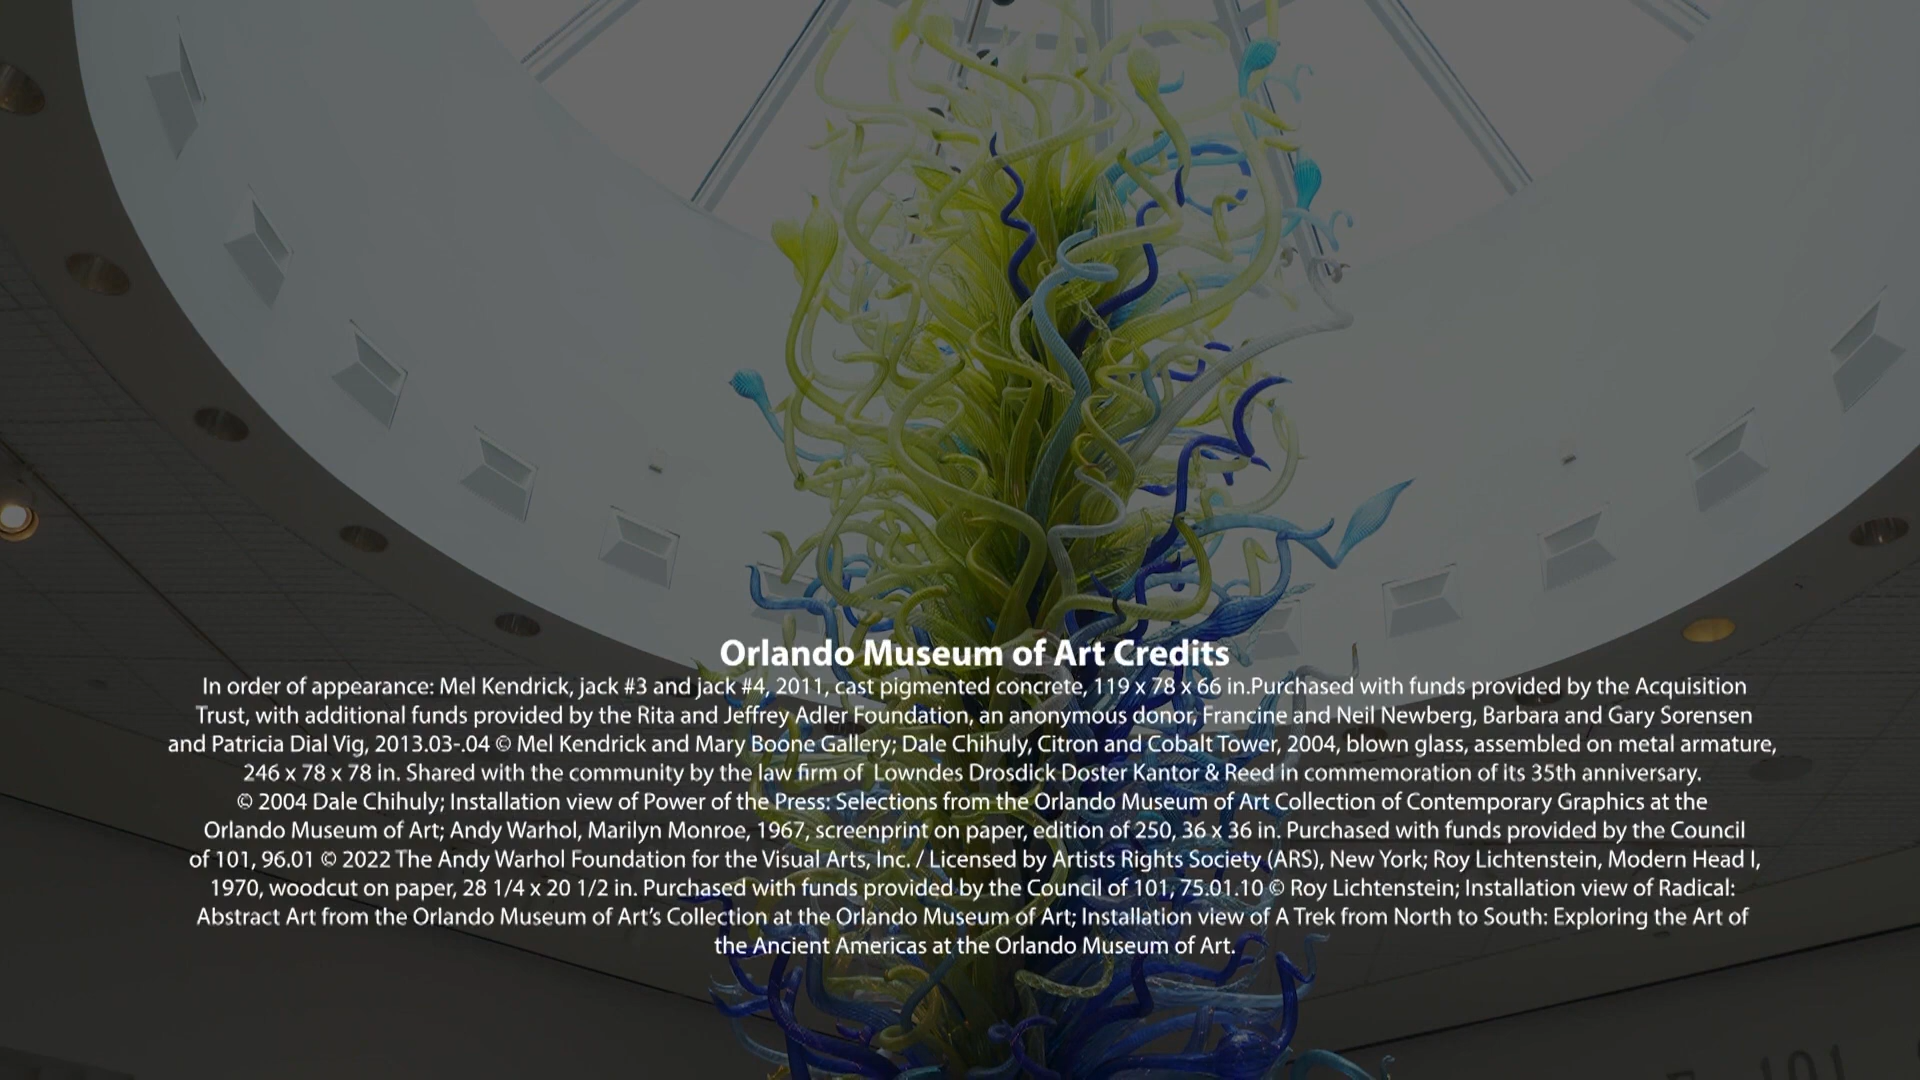 Orlando Museum of Art Credits
In order of appearance: Mel Kendrick, jack #3 and jack #4, 2011, cast pigmented concrete, 119 x 78 x 66 in.Purchased with funds provided by the Acquisition
Trust, with additional funds provided by the Rita and Jeffrey Adler Foundation, an anonymous donor, Francine and Neil Newberg, Barbara and Gary Sorensen
and Patricia Dial Vig, 2013.03-.04 © Mel Kendrick and Mary Boone Gallery; Dale Chihuly, Citron and Cobalt Tower, 2004, blown glass, assembled on metal armature,
246 x 78 x 78 in. Shared with the community by the law firm of Lowndes Drosdick Doster Kantor & Reed in commemoration of its 35th anniversary.
© 2004 Dale Chihuly; Installation view of Power of the Press: Selections from the Orlando Museum of Art Collection of Contemporary Graphics at the
Orlando Museum of Art; Andy Warhol, Marilyn Monroe, 1967, screenprint on paper, edition of 250, 36 x 36 in. Purchased with funds provided by the Council
of 101, 96.01 © 2022 The Andy Warhol Foundation for the Visual Arts, Inc. / Licensed by Artists Rights Society (ARS), New York; Roy Lichtenstein, Modern Head I,
1970, woodcut on paper, 28 1/4 x 20 1/2 in. Purchased with funds provided by the Council of 101, 75.01.10 © Roy Lichtenstein; Installation view of Radical:
Abstract Art from the Orlando Museum of Art’s Collection at the Orlando Museum of Art; Installation view of A Trek from North to South: Exploring the Art of
the Ancient Americas at the Orlando Museum of Art.
101